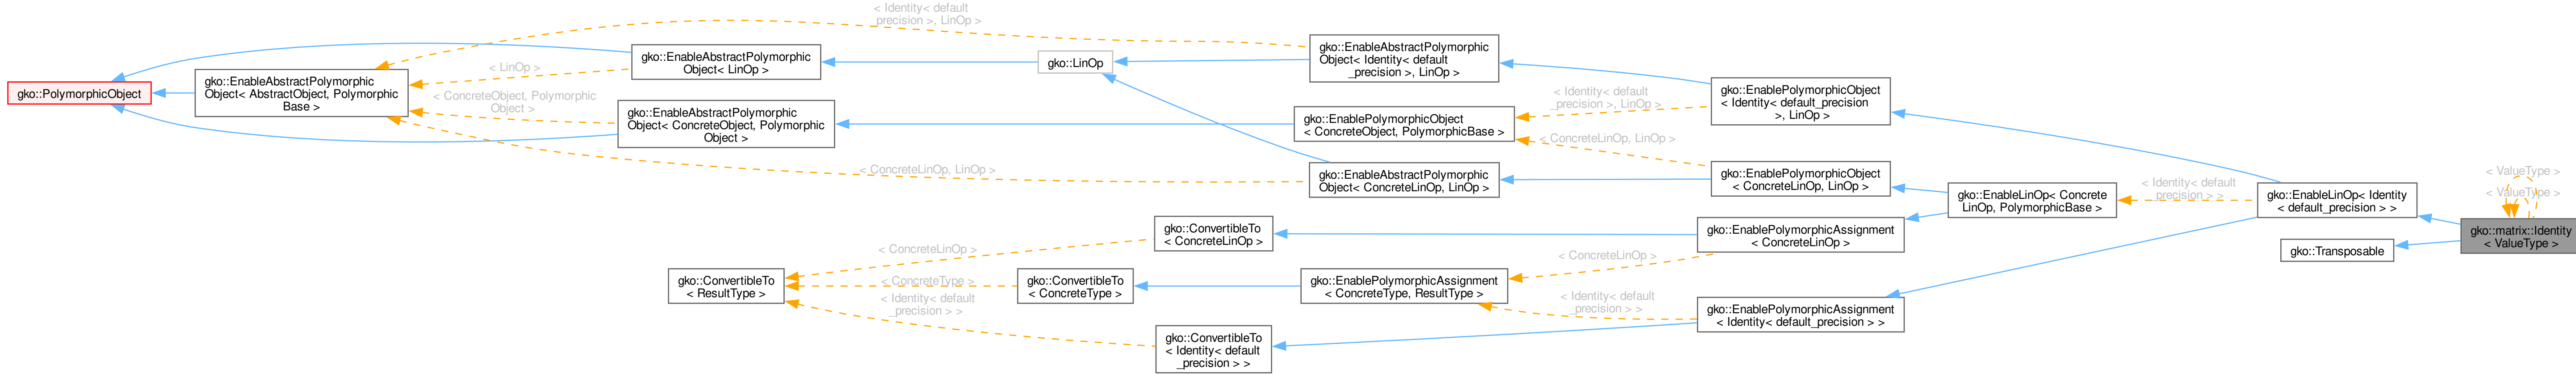 gko::PolymorphicObject
gko::EnableAbstractPolymorphic
Object< AbstractObject, Polymorphic
Base >
< Identity< default
_precision >, LinOp >
< LinOp >
< ConcreteObject, Polymorphic
Object >
gko::EnableAbstractPolymorphic
Object< LinOp >
gko::EnableAbstractPolymorphic
Object< ConcreteObject, Polymorphic
Object >
< ConcreteLinOp, LinOp >
gko::ConvertibleTo
< ResultType >
< ConcreteLinOp >
< ConcreteType >
< Identity< default
_precision > >
gko::LinOp
gko::ConvertibleTo
< ConcreteType >
gko::ConvertibleTo
< ConcreteLinOp >
gko::ConvertibleTo
< Identity< default
_precision > >
gko::EnableAbstractPolymorphic
Object< Identity< default
_precision >, LinOp >
gko::EnablePolymorphicObject
< ConcreteObject, PolymorphicBase >
gko::EnableAbstractPolymorphic
Object< ConcreteLinOp, LinOp >
gko::EnablePolymorphicAssignment
< ConcreteType, ResultType >
< Identity< default
_precision >, LinOp >
< ConcreteLinOp, LinOp >
< ConcreteLinOp >
< Identity< default
_precision > >
gko::EnablePolymorphicObject
< Identity< default_precision
>, LinOp >
gko::EnablePolymorphicObject
< ConcreteLinOp, LinOp >
gko::EnablePolymorphicAssignment
< ConcreteLinOp >
gko::EnablePolymorphicAssignment
< Identity< default_precision > >
gko::EnableLinOp< Concrete
LinOp, PolymorphicBase >
< Identity< default
_precision > >
gko::EnableLinOp< Identity
< default_precision > >
gko::Transposable
< ValueType >
< ValueType >
gko::matrix::Identity
< ValueType >